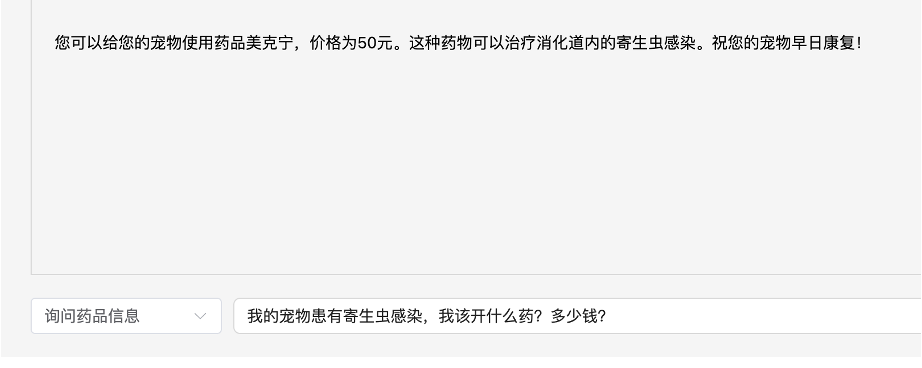 您可以给您的宠物使用药品美克宁，价格为50元。这种药物可以治疗消化道内的寄生虫感染。祝您的宠物早日康复！
询问药品信息
我的宠物患有寄生虫感染，我该开什么药？多少钱？